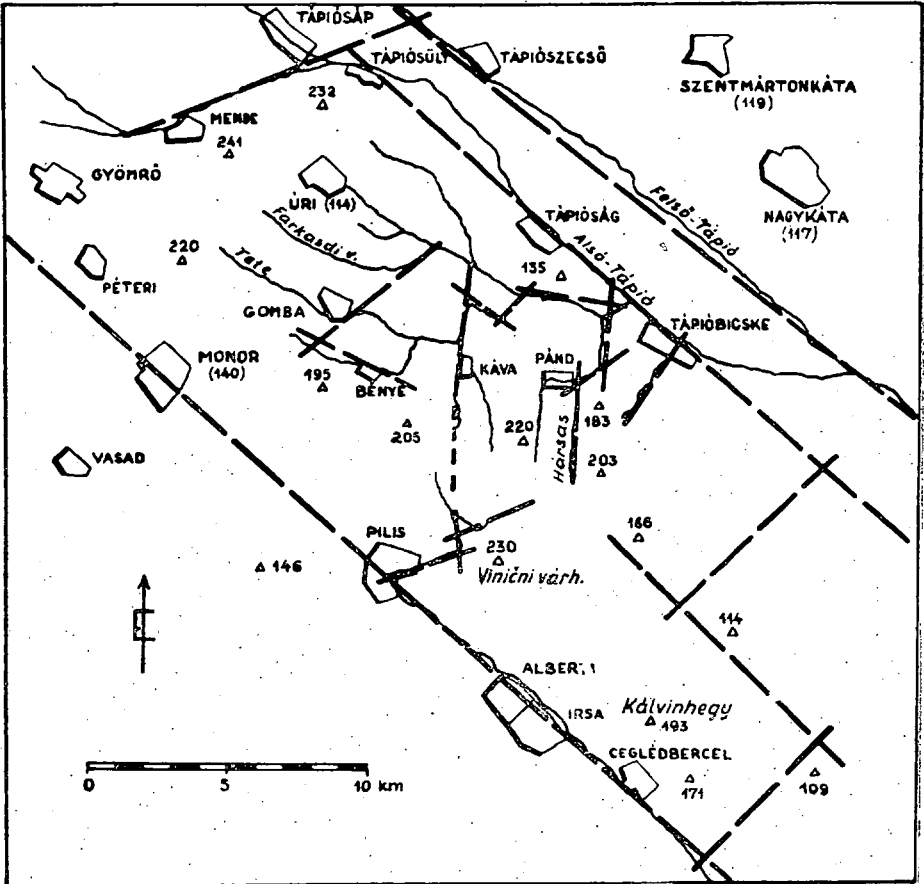 TÁPIÓSÁP
TÁPIÓSÜLY
TÁPIÓSZECSŐ
SZENTMÁRTONKÁTA
(119)
232
MENDE
241
GYÖMRŐ
ÚRI (114)
Farkasdi v.
Felső-Tápió
NAGYKÁTA
(117)
TÁPIÓSÁG
Alsó-Tápió
220
Tete
135
PÉTERI
GOMBA
TÁPIÓBICSKE
MONOR
(140)
195
BÉNYE
KÁVA
PÁND
205
220
Hársas
183
VASAD
203
166
PILIS
230
146
Viniční várh.
114
ALBERTI
IRSA
Kálvinhegy
193
CEGLÉDBERCEL
171
109
0 5 10 km